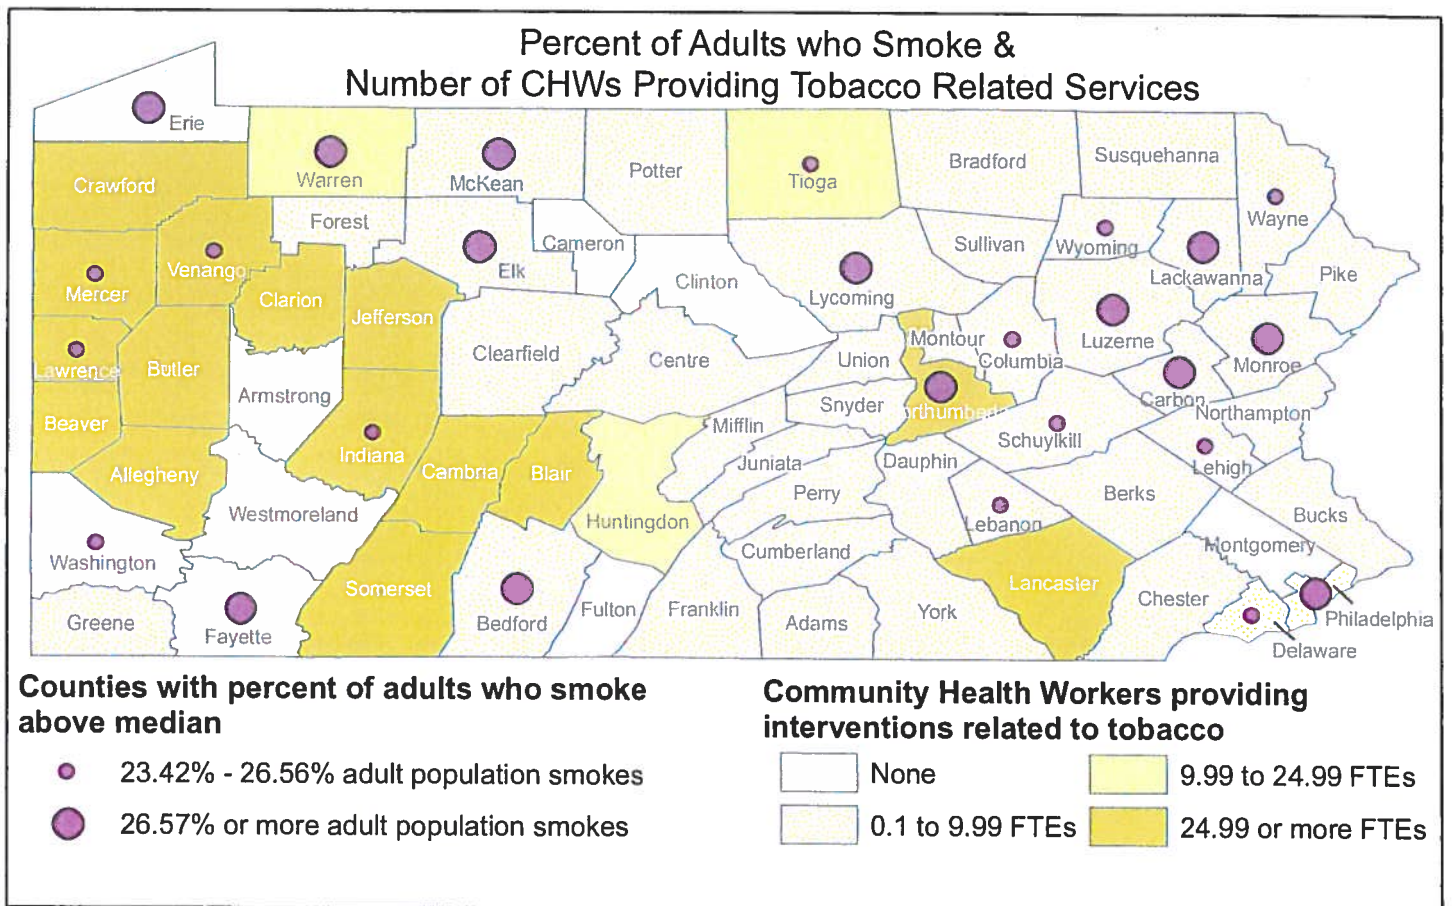 Percent of Adults who Smoke &
Number of CHWs Providing Tobacco Related Services
Erie
Crawford
Warren
McKean
Potter
Tioga
Bradford
Susquehanna
Wayne
Forest
Cameron
Elk
Sullivan
Wyoming
Lackawanna
Pike
Mercer
Venango
Clarion
Jefferson
Clinton
Lycoming
Lawrence
Butler
Clearfield
Centre
Union
Montour
Columbia
Luzerne
Monroe
Armstrong
Snyder
Carbon
Northampton
Beaver
Mifflin
Schuylkill
Allegheny
Indiana
Cambria
Blair
Juniata
Dauphin
Lehigh
Westmoreland
Huntingdon
Perry
Lebanon
Berks
Bucks
Washington
Cumberland
Montgomery
Greene
Fayette
Somerset
Bedford
Fulton
Franklin
Adams
York
Lancaster
Chester
Philadelphia
Delaware
Counties with percent of adults who smoke
above median
23.42% - 26.56% adult population smokes
26.57% or more adult population smokes
Community Health Workers providing
interventions related to tobacco
None
9.99 to 24.99 FTEs
0.1 to 9.99 FTEs
24.99 or more FTEs